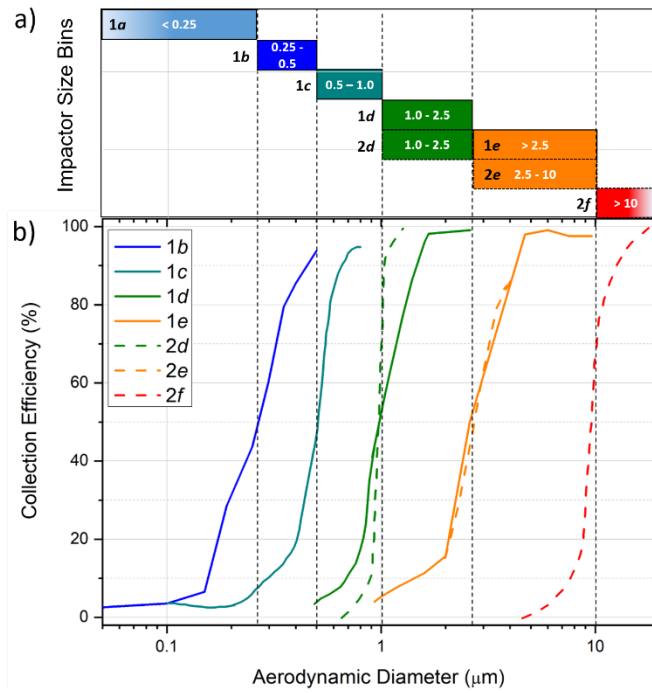 a)
Impactor Size Bins
1a < 0.25
1b 0.25 -
0.5
1c 0.5 – 1.0
1d 1.0 - 2.5
2d 1.0 - 2.5
1e > 2.5
2e 2.5 - 10
2f > 10
b)
Collection Efficiency (%)
100
80
60
40
20
0
1b
1c
1d
1e
2d
2e
2f
0.1
1
10
Aerodynamic Diameter (μm)